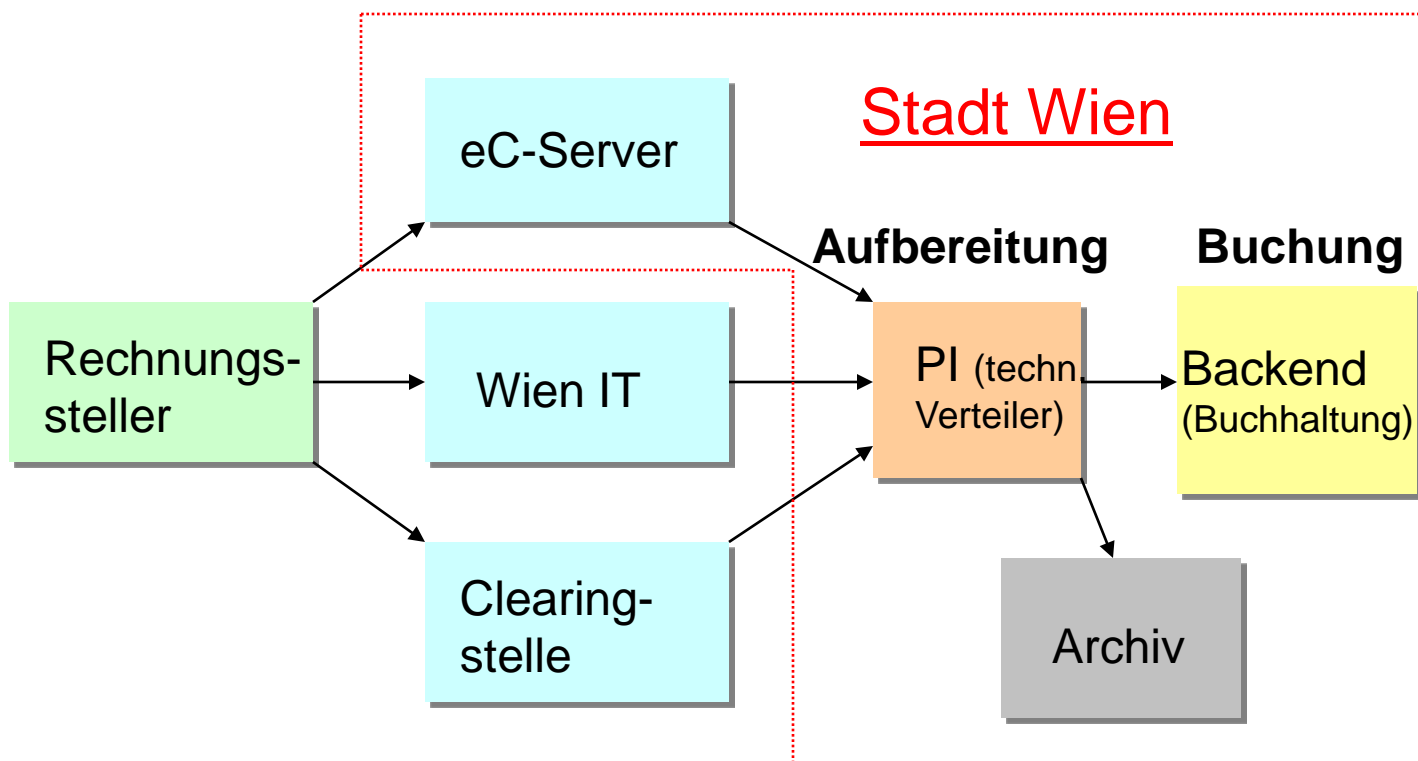 Stadt Wien
eC-Server
Aufbereitung
Buchung
Rechnungs-
steller
Wien IT
PI (techn.
Verteiler)
Backend
(Buchhaltung)
Clearing-
stelle
Archiv